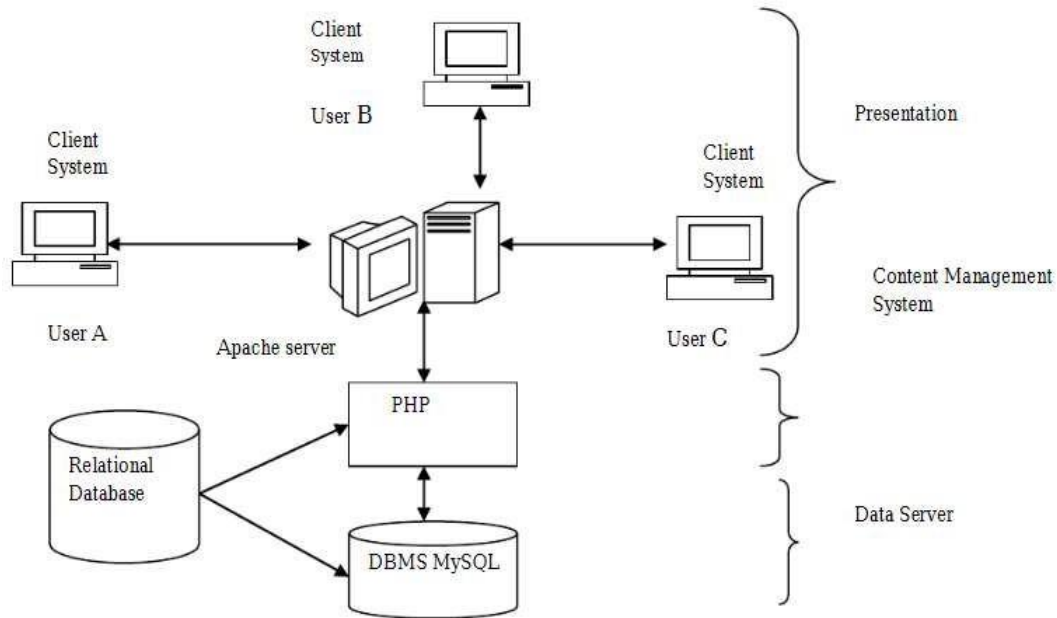 Client
System
User B
Presentation
Client
System
Client
System
Content Management
System
User A
Apache server
User C
PHP
Relational
Database
Data Server
DBMS MySQL